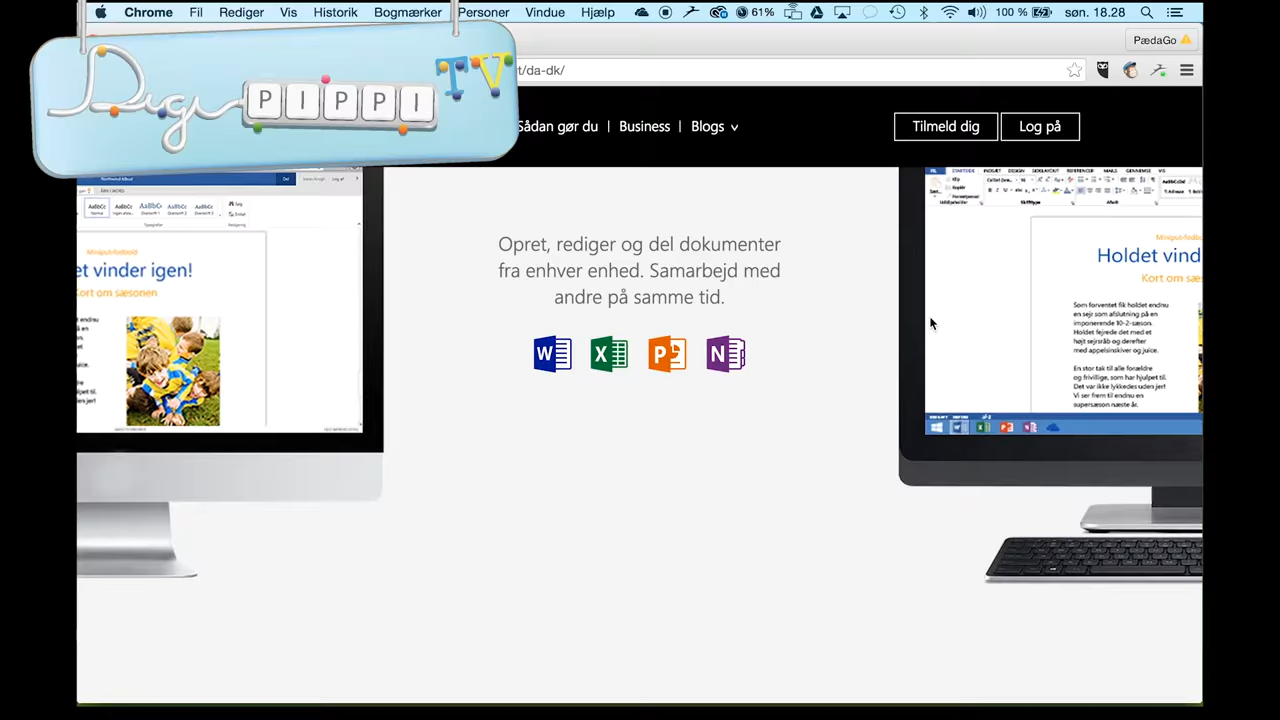 Chrome Fil Rediger Vis Historik Bogmærker Personer Vindue Hjælp 61% 100 % søn. 18.28
Digi PIPPI TV
PædaGo
t/da-dk/
Sådan gør du | Business | Blogs
Tilmeld dig
Log på
Opret, rediger og del dokumenter
fra enhver enhed. Samarbejd med
andre på samme tid.
Miniput-fodbold
et vinder igen!
Kort om sæsonen
Holdet vind
Kort om sæs
Som forventet fik holdet endnu
en sejr som afslutning på en
imponerende 10-2-sæson.
Holdet fejrede det med et
højt sejrsråb og derefter
med appelsinskiver og juice.
En stor tak til alle forældre
og frivillige, som har hjulpet til.
Det var ikke lykkedes uden jer!
Vi ser frem til endnu en
supersæson næste år.